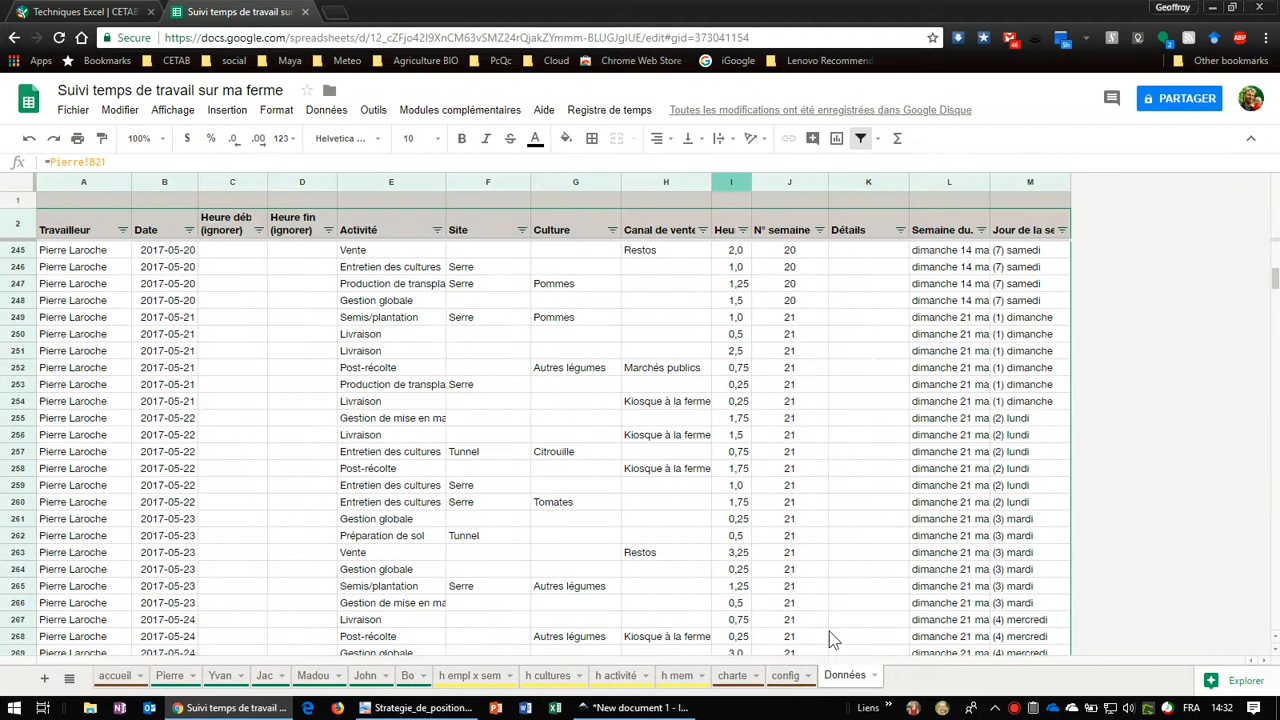 Techniques Excel | CETAB
Suivi temps de travail sur
Geoffroy
Secure
https://docs.google.com/spreadsheets/d/12_cZFjo42I9XnCM63vSMZ24rQjakZYmmm-BLUGJgIUE/edit#gid=373041154
Apps Bookmarks CETAB social Maya Meteo Agriculture BIO PcQc Cloud Chrome Web Store iGoogle Lenovo Recommend Other bookmarks
Suivi temps de travail sur ma ferme
PARTAGER
Fichier Modifier Affichage Insertion Format Données Outils Modules complémentaires Aide Registre de temps Toutes les modifications ont été enregistrées dans Google Disque
100% $ % .0 .00 123 Helvetica ... 10 B I S A
fx =Pierre!B21
A B C D E F G H I J K L M
1
2 Travailleur Date Heure déb (ignorer) Heure fin (ignorer) Activité Site Culture Canal de vente Heu N° semaine Détails Semaine du. Jour de la se
245 Pierre Laroche 2017-05-20 Vente Restos 2,0 20 dimanche 14 ma (7) samedi
246 Pierre Laroche 2017-05-20 Entretien des cultures Serre 1,0 20 dimanche 14 ma (7) samedi
247 Pierre Laroche 2017-05-20 Production de transpla Serre Pommes 1,25 20 dimanche 14 ma (7) samedi
248 Pierre Laroche 2017-05-20 Gestion globale 1,5 20 dimanche 14 ma (7) samedi
249 Pierre Laroche 2017-05-21 Semis/plantation Serre Pommes 1,0 21 dimanche 21 ma (1) dimanche
250 Pierre Laroche 2017-05-21 Livraison 0,5 21 dimanche 21 ma (1) dimanche
251 Pierre Laroche 2017-05-21 Livraison 2,5 21 dimanche 21 ma (1) dimanche
252 Pierre Laroche 2017-05-21 Post-récolte Autres légumes Marchés publics 0,75 21 dimanche 21 ma (1) dimanche
253 Pierre Laroche 2017-05-21 Production de transpla Serre 0,25 21 dimanche 21 ma (1) dimanche
254 Pierre Laroche 2017-05-21 Livraison Kiosque à la ferme 0,25 21 dimanche 21 ma (1) dimanche
255 Pierre Laroche 2017-05-22 Gestion de mise en ma 1,75 21 dimanche 21 ma (2) lundi
256 Pierre Laroche 2017-05-22 Livraison Kiosque à la ferme 1,5 21 dimanche 21 ma (2) lundi
257 Pierre Laroche 2017-05-22 Entretien des cultures Tunnel Citrouille 0,75 21 dimanche 21 ma (2) lundi
258 Pierre Laroche 2017-05-22 Post-récolte Kiosque à la ferme 1,75 21 dimanche 21 ma (2) lundi
259 Pierre Laroche 2017-05-22 Entretien des cultures Serre 1,0 21 dimanche 21 ma (2) lundi
260 Pierre Laroche 2017-05-22 Entretien des cultures Serre Tomates 1,75 21 dimanche 21 ma (2) lundi
261 Pierre Laroche 2017-05-23 Gestion globale 0,25 21 dimanche 21 ma (3) mardi
262 Pierre Laroche 2017-05-23 Préparation de sol Tunnel 0,5 21 dimanche 21 ma (3) mardi
263 Pierre Laroche 2017-05-23 Vente Restos 3,25 21 dimanche 21 ma (3) mardi
264 Pierre Laroche 2017-05-23 Gestion globale 0,25 21 dimanche 21 ma (3) mardi
265 Pierre Laroche 2017-05-23 Semis/plantation Serre Autres légumes 1,25 21 dimanche 21 ma (3) mardi
266 Pierre Laroche 2017-05-23 Gestion de mise en ma 0,5 21 dimanche 21 ma (3) mardi
267 Pierre Laroche 2017-05-24 Livraison 0,75 21 dimanche 21 ma (4) mercredi
268 Pierre Laroche 2017-05-24 Post-récolte Autres légumes Kiosque à la ferme 0,25 21 dimanche 21 ma (4) mercredi
269 Pierre Laroche 2017-05-24 Gestion globale 3,0 21 dimanche 21 ma (4) mercredi
accueil Pierre Yvan Jac Madou John Bo h empl x sem h cultures h activité h mem charte config Données Explorer
Suivi temps de travail ... Strategie_de_position... *New document 1 - I... Liens FRA 14:32